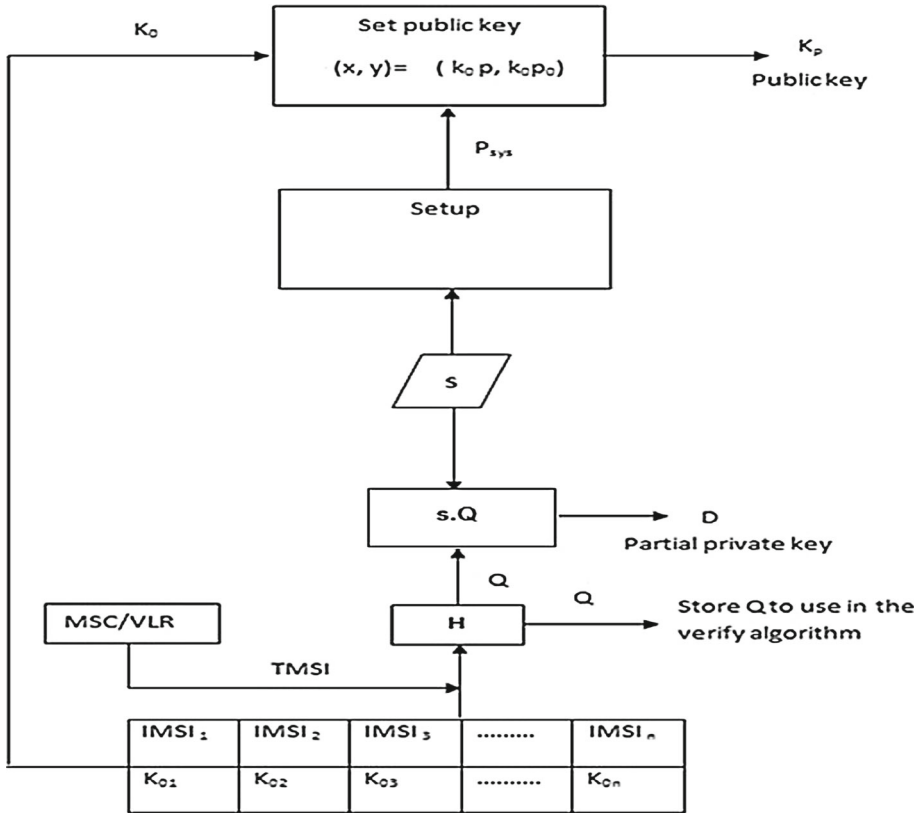 K₀
Set public key
(x, y)= ( k₀ p, k₀p₀)
Kₚ
Public key
Pₛᵧₛ
Setup
s
s.Q
D
Partial private key
Q
Q
MSC/VLR
H
Store Q to use in the
verify algorithm
TMSI
IMSI ₁ IMSI ₂ IMSI ₃ ......... IMSI ₙ
K₀₁ K₀₂ K₀₃ .......... K₀ₙ